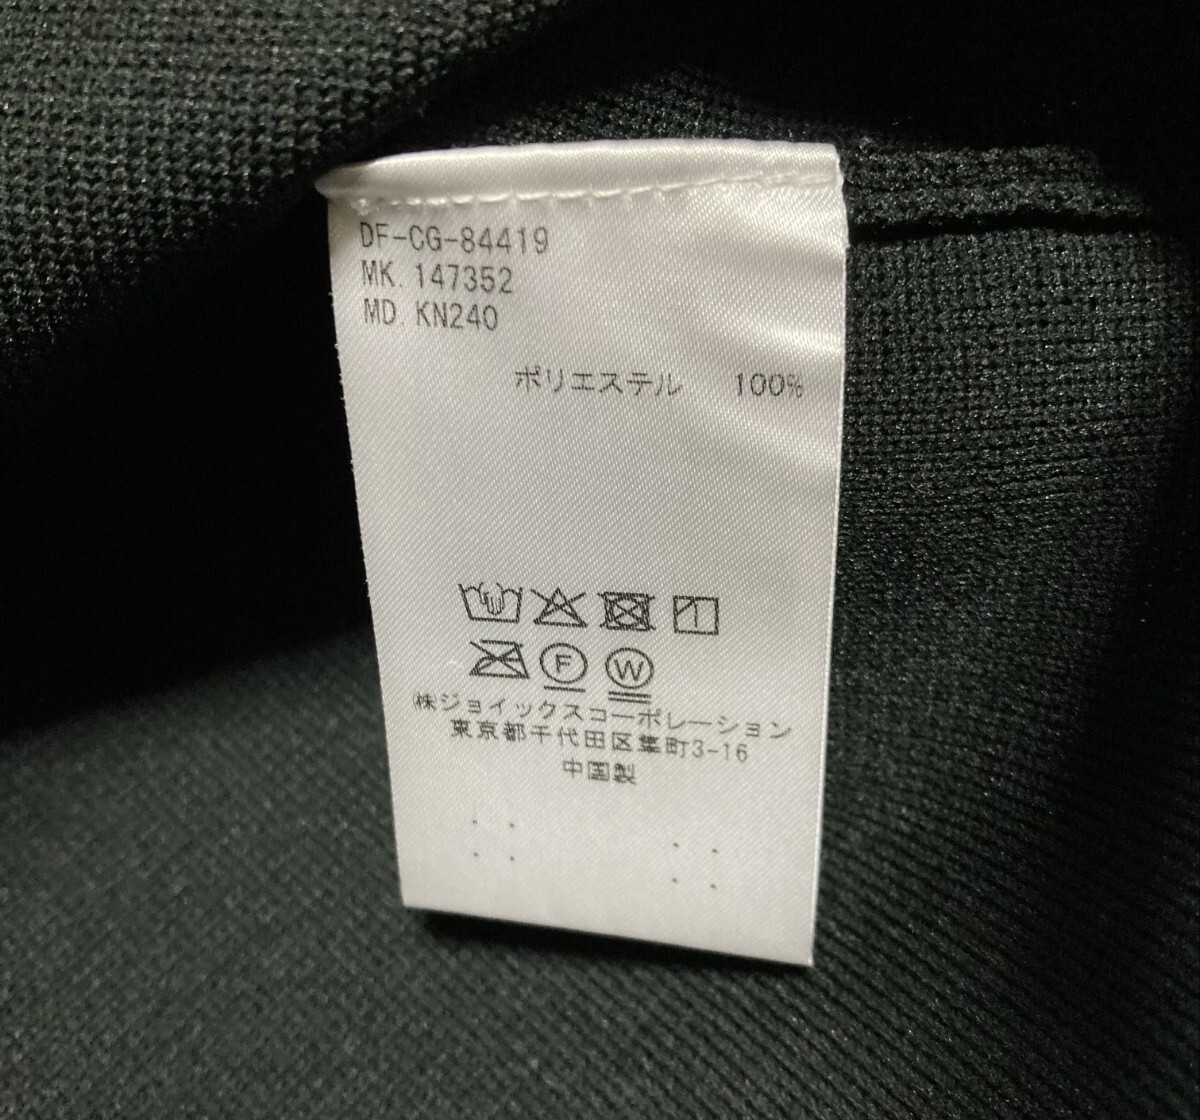 DF-CG-84419
MK. 147352
MD. KN240
ポリエステル 100%
F W
㈱ジョイックスコーポレーション
東京都千代田区隼町3-16
中国製